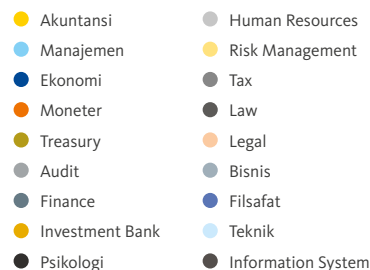 Akuntansi
Manajemen
Ekonomi
Moneter
Treasury
Audit
Finance
Investment Bank
Psikologi
Human Resources
Risk Management
Tax
Law
Legal
Bisnis
Filsafat
Teknik
Information System